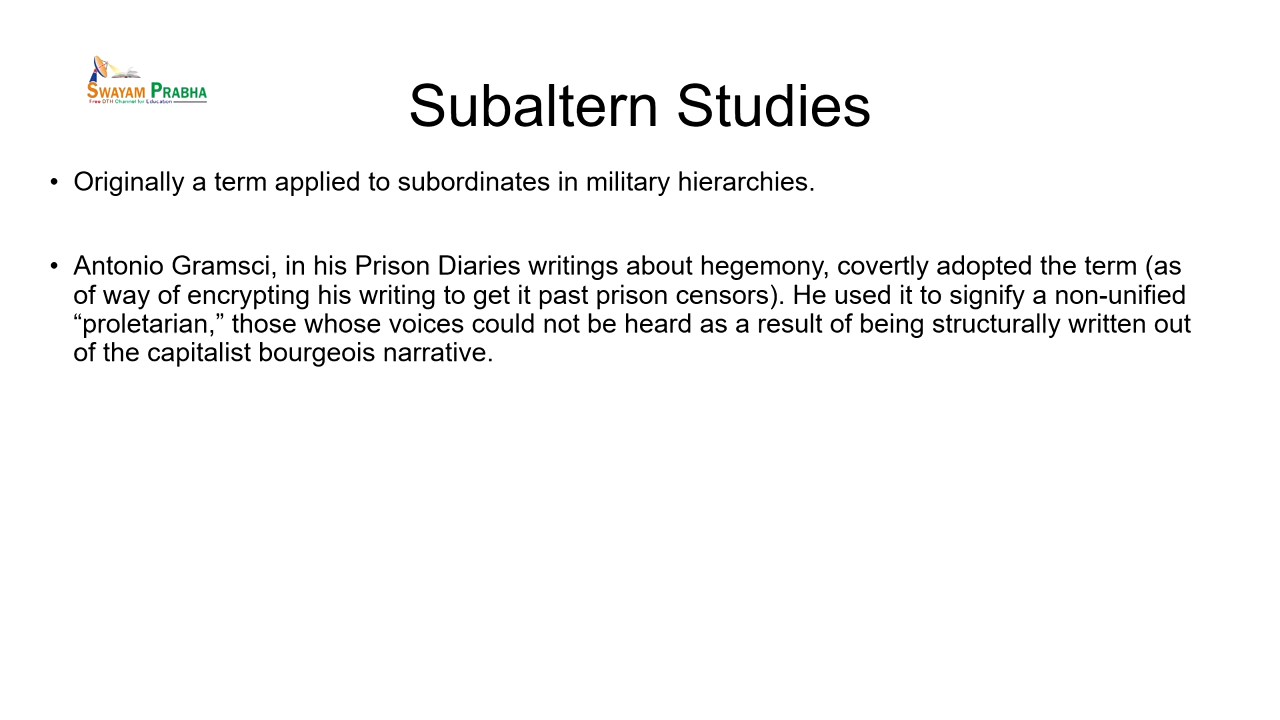 SWAYAM PRABHA
Free DTH Channel for Education
Subaltern Studies
• Originally a term applied to subordinates in military hierarchies.
• Antonio Gramsci, in his Prison Diaries writings about hegemony, covertly adopted the term (as
of way of encrypting his writing to get it past prison censors). He used it to signify a non-unified
“proletarian,” those whose voices could not be heard as a result of being structurally written out
of the capitalist bourgeois narrative.